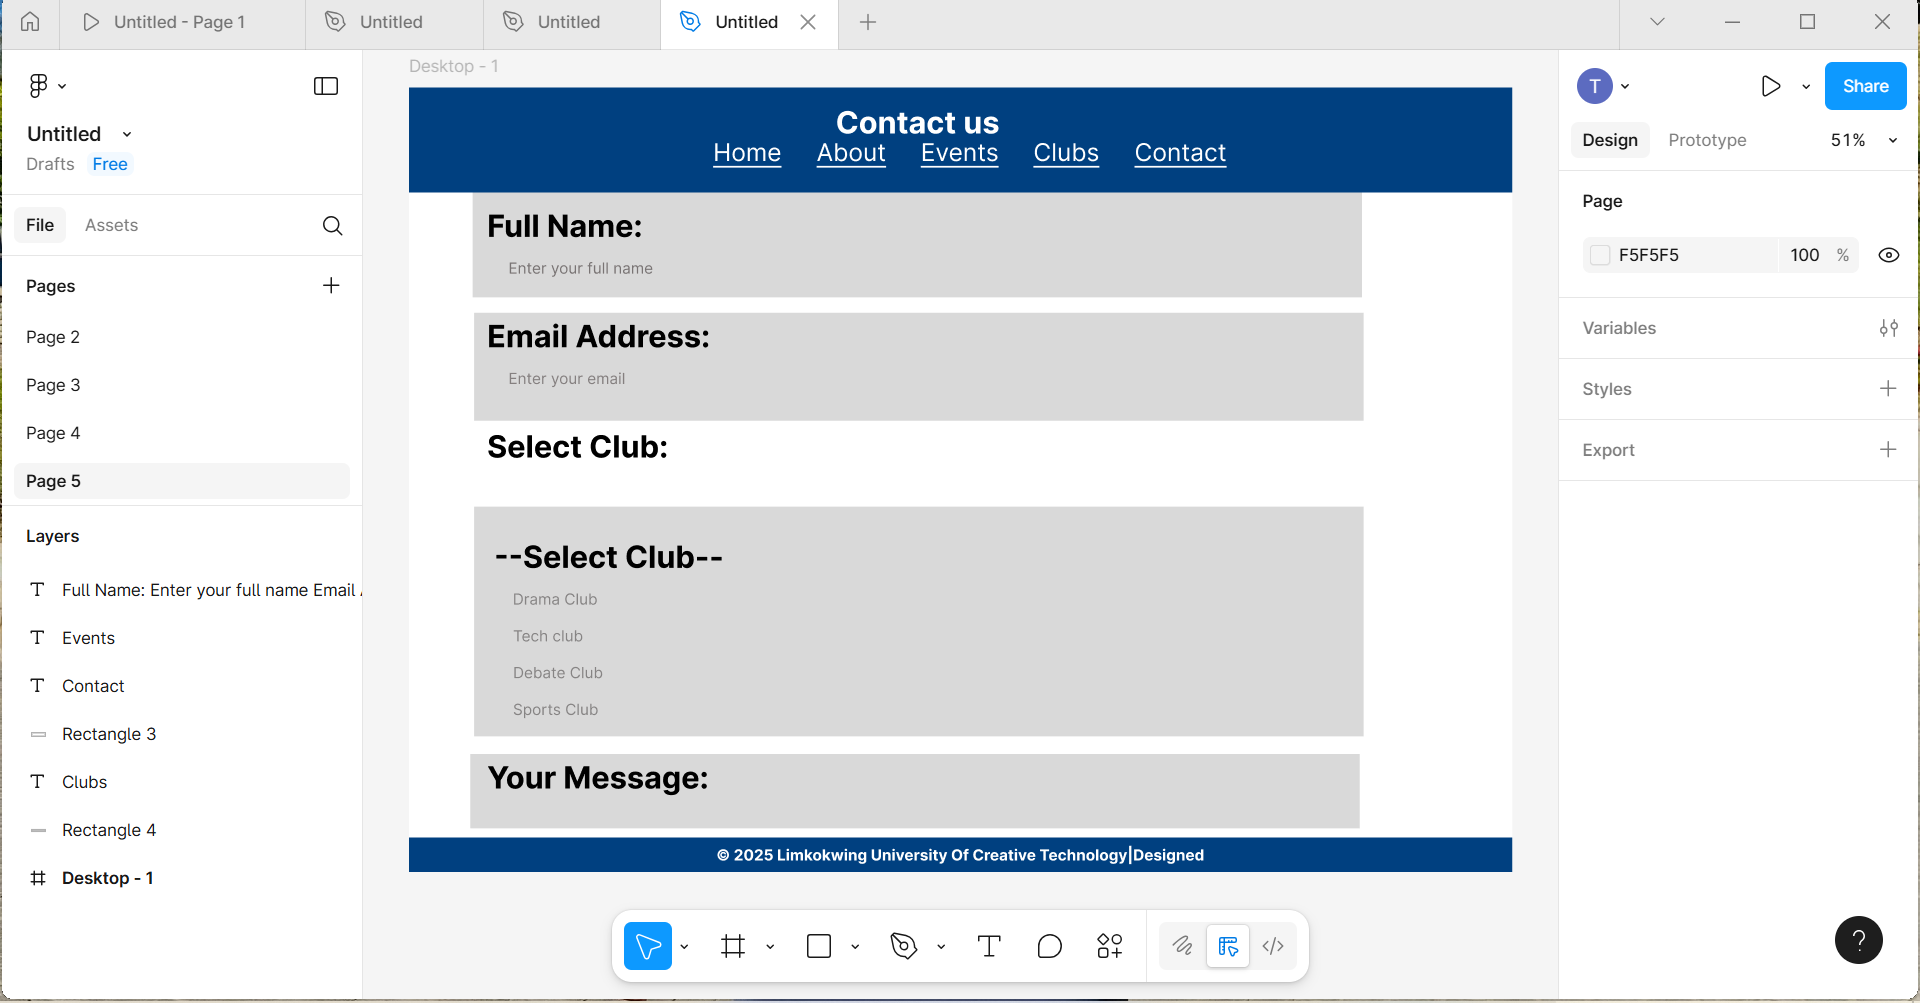 Untitled - Page 1
Untitled
Untitled
Untitled
Untitled
Drafts Free
File Assets
Pages
Page 2
Page 3
Page 4
Page 5
Layers
Full Name: Enter your full name Email
Events
Contact
Rectangle 3
Clubs
Rectangle 4
Desktop - 1
Desktop - 1
Contact us
Home About Events Clubs Contact
Full Name:
Enter your full name
Email Address:
Enter your email
Select Club:
--Select Club--
Drama Club
Tech club
Debate Club
Sports Club
Your Message:
© 2025 Limkokwing University Of Creative Technology|Designed
T
Share
Design Prototype 51%
Page
F5F5F5 100 %
Variables
Styles
Export
?